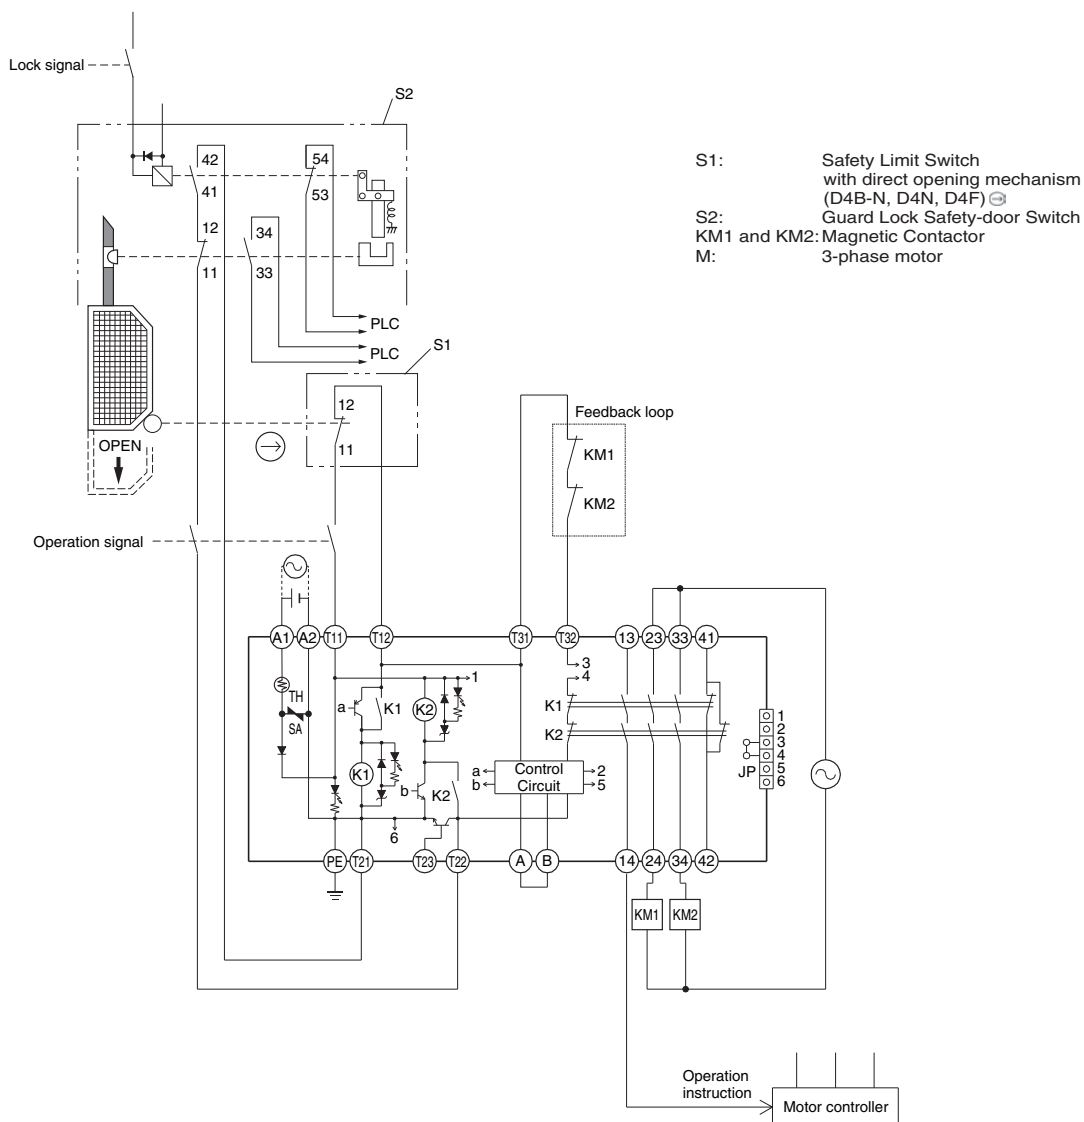 Lock signal
S2
42
54
41
53
12
34
11
33
PLC
PLC
S1
12
11
OPEN
Operation signal
S1: Safety Limit Switch
with direct opening mechanism
(D4B-N, D4N, D4F)
S2: Guard Lock Safety-door Switch
KM1 and KM2: Magnetic Contactor
M: 3-phase motor
Feedback loop
KM1
KM2
A1 A2 T11 T12 T31 T32 13 23 33 41
3
4
1
TH
SA
a
K1
K2
K1
K2
K1
b
K2
6
a
b
Control
Circuit
2
5
JP
1
2
3
4
5
6
PE T21 T23 T22 A B 14 24 34 42
KM1 KM2
Operation
instruction
Motor controller